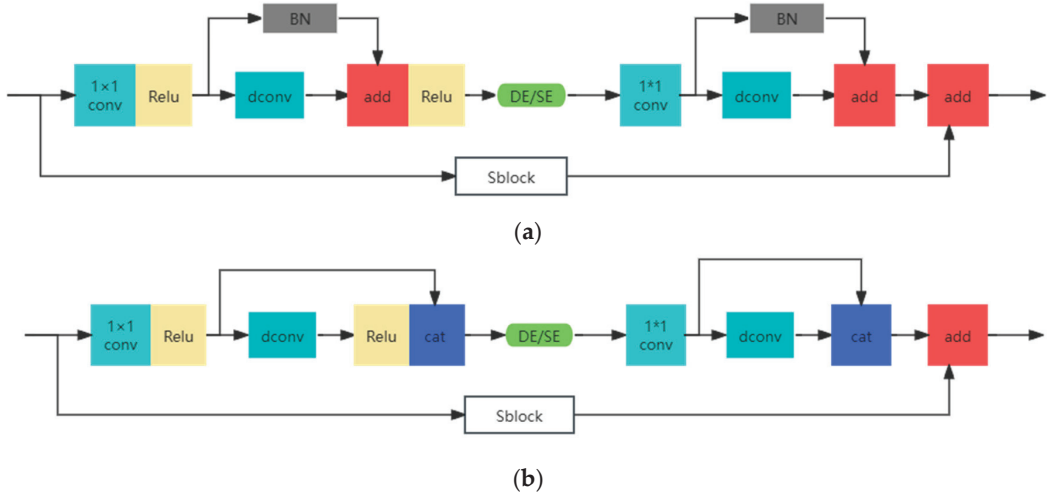 BN
BN
1×1
conv
Relu
dconv
add
Relu
DE/SE
1*1
conv
dconv
add
add
Sblock
(a)
1×1
conv
Relu
dconv
Relu
cat
DE/SE
1*1
conv
dconv
cat
add
Sblock
(b)